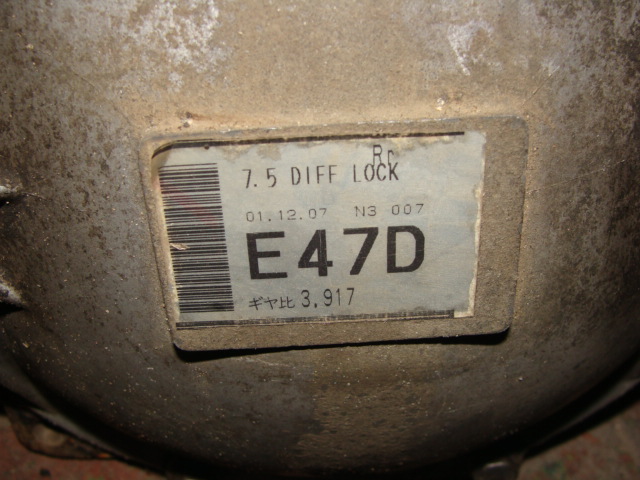 Rr
7.5 DIFF LOCK
01.12.07 N3 007
E47D
ギヤ比 3.917